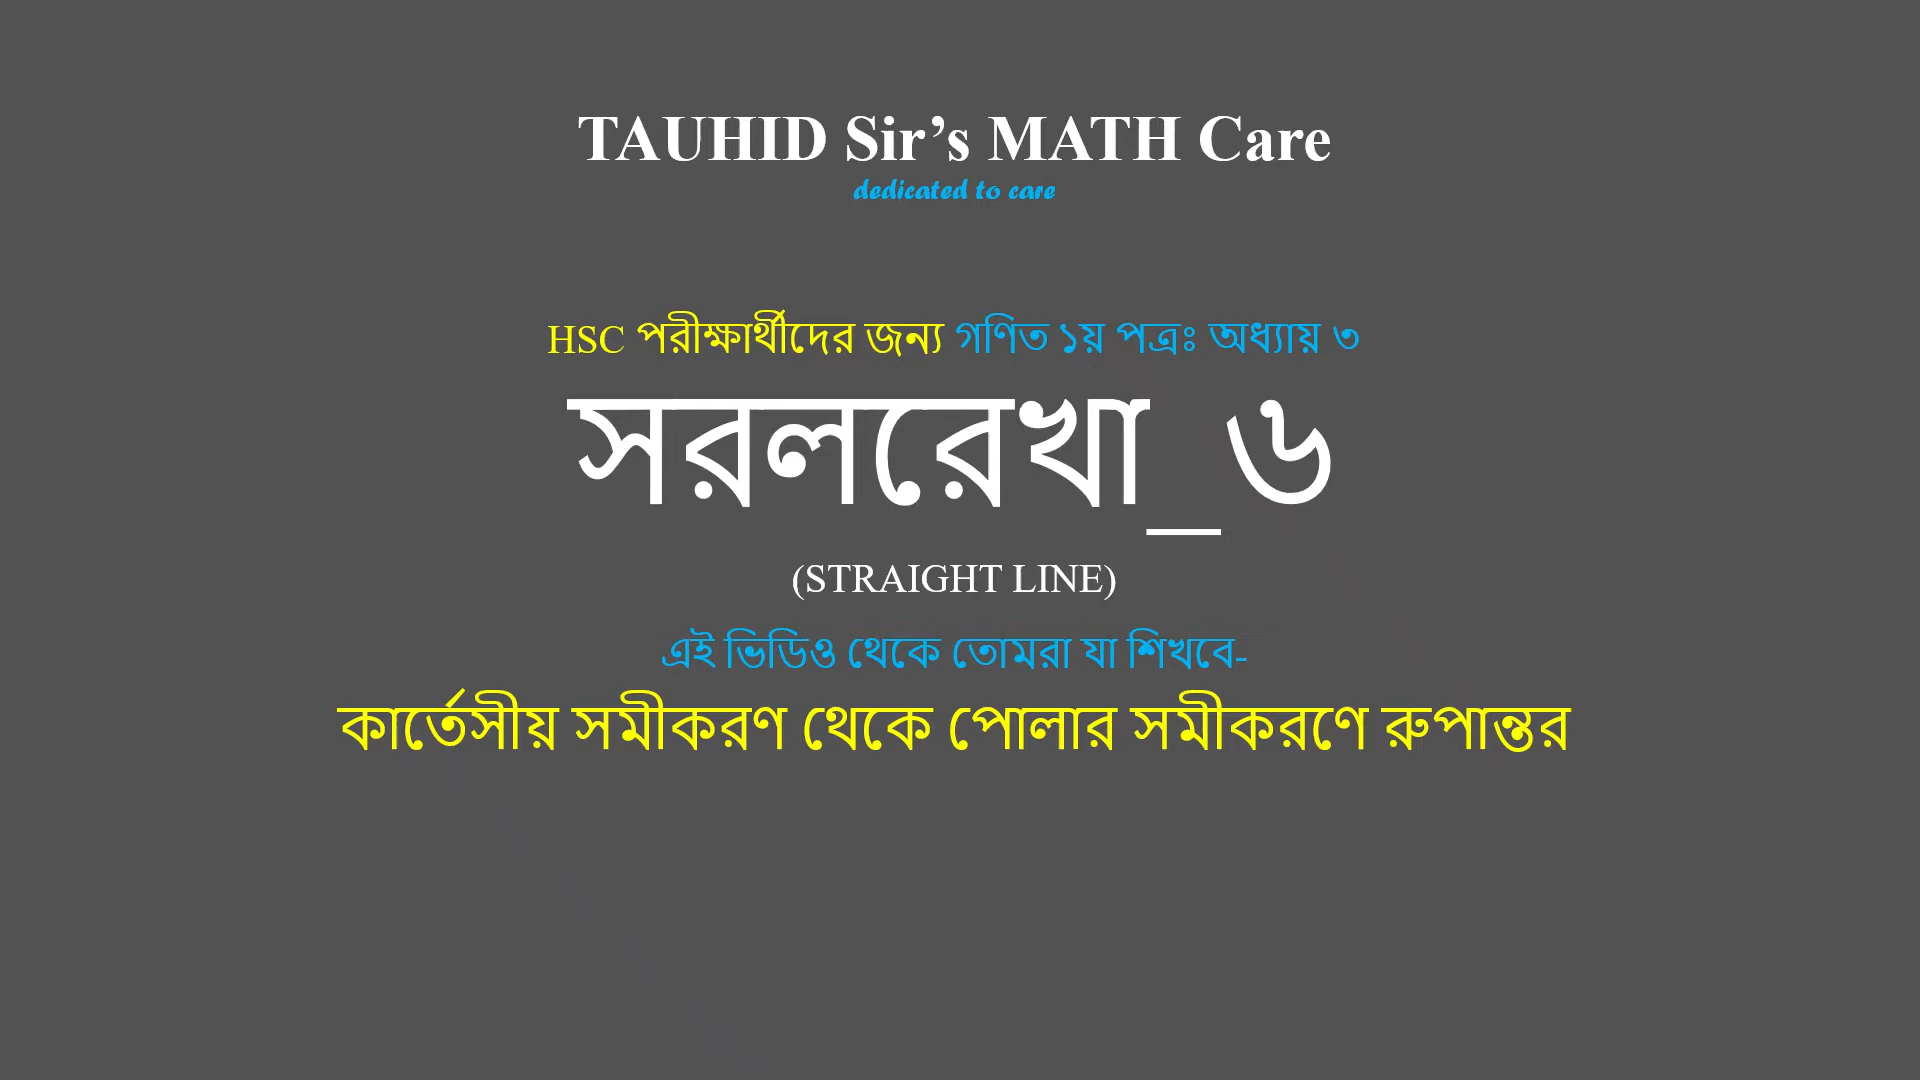 TAUHID Sir’s MATH Care
dedicated to care
HSC পরীক্ষার্থীদের জন্য গণিত ১য় পত্রঃ অধ্যায় ৩
সরলরেখা_৬
(STRAIGHT LINE)
এই ভিডিও থেকে তোমরা যা শিখবে-
কার্তেসীয় সমীকরণ থেকে পোলার সমীকরণে রুপান্তর